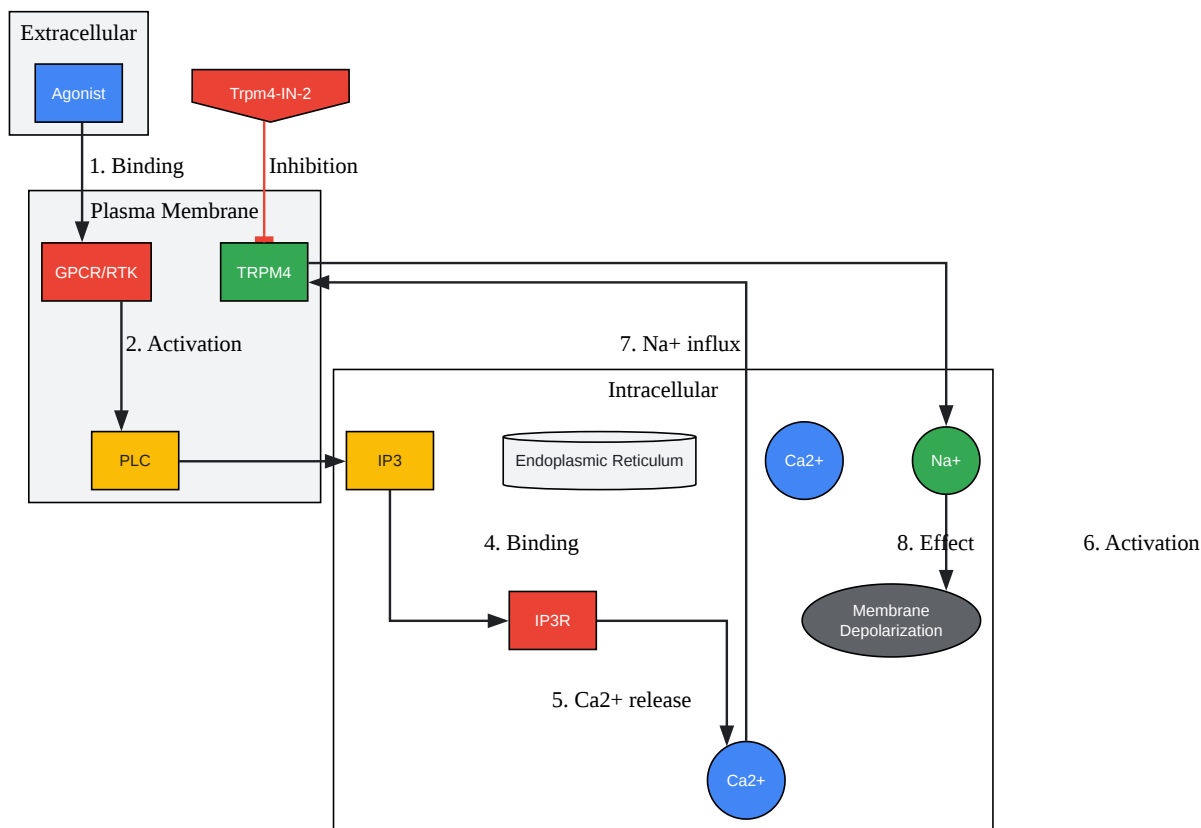 Extracellular
Agonist
Trpm4-IN-2
1. Binding
Inhibition
Plasma Membrane
GPCR/RTK
TRPM4
2. Activation
7. Na+ influx
Intracellular
PLC
IP3
Endoplasmic Reticulum
Ca2+
Na+
4. Binding
8. Effect
6. Activation
IP3R
Membrane
Depolarization
5. Ca2+ release
Ca2+